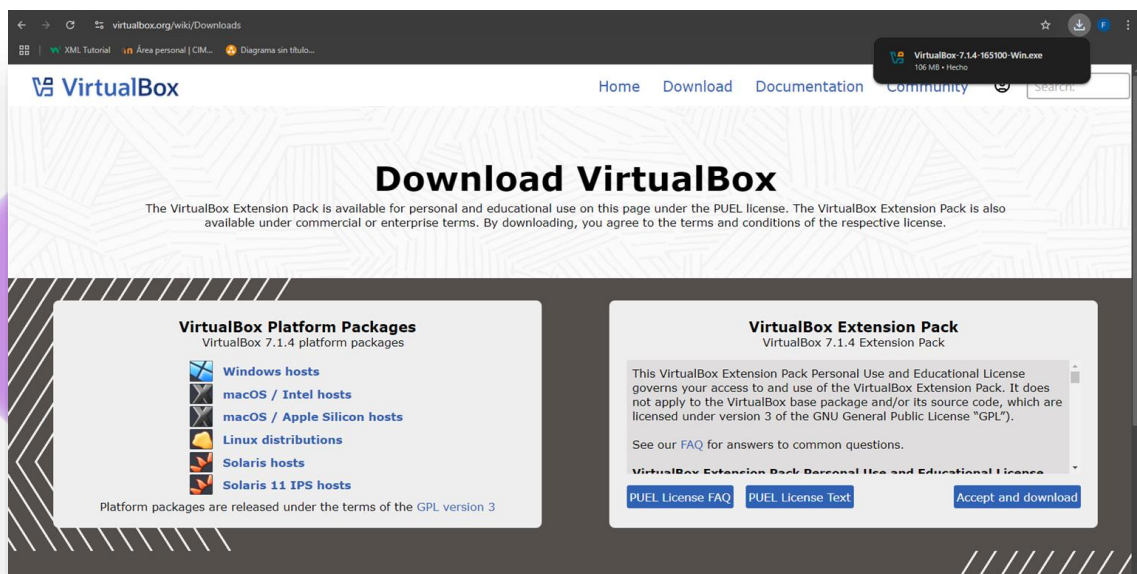 virtualbox.org/wiki/Downloads
XML Tutorial
Área personal | CIM...
Diagrama sin título...
F
VirtualBox-7.1.4-165100-Win.exe
106 MB • Hecho
VirtualBox
Home Download Documentation Community Search:
Download VirtualBox
The VirtualBox Extension Pack is available for personal and educational use on this page under the PUEL license. The VirtualBox Extension Pack is also
available under commercial or enterprise terms. By downloading, you agree to the terms and conditions of the respective license.
VirtualBox Platform Packages
VirtualBox 7.1.4 platform packages
Windows hosts
macOS / Intel hosts
macOS / Apple Silicon hosts
Linux distributions
Solaris hosts
Solaris 11 IPS hosts
Platform packages are released under the terms of the GPL version 3
VirtualBox Extension Pack
VirtualBox 7.1.4 Extension Pack
This VirtualBox Extension Pack Personal Use and Educational License
governs your access to and use of the VirtualBox Extension Pack. It does
not apply to the VirtualBox base package and/or its source code, which are
licensed under version 3 of the GNU General Public License “GPL”).
See our FAQ for answers to common questions.
VirtualBox Extension Pack Personal Use and Educational License
PUEL License FAQ
PUEL License Text
Accept and download